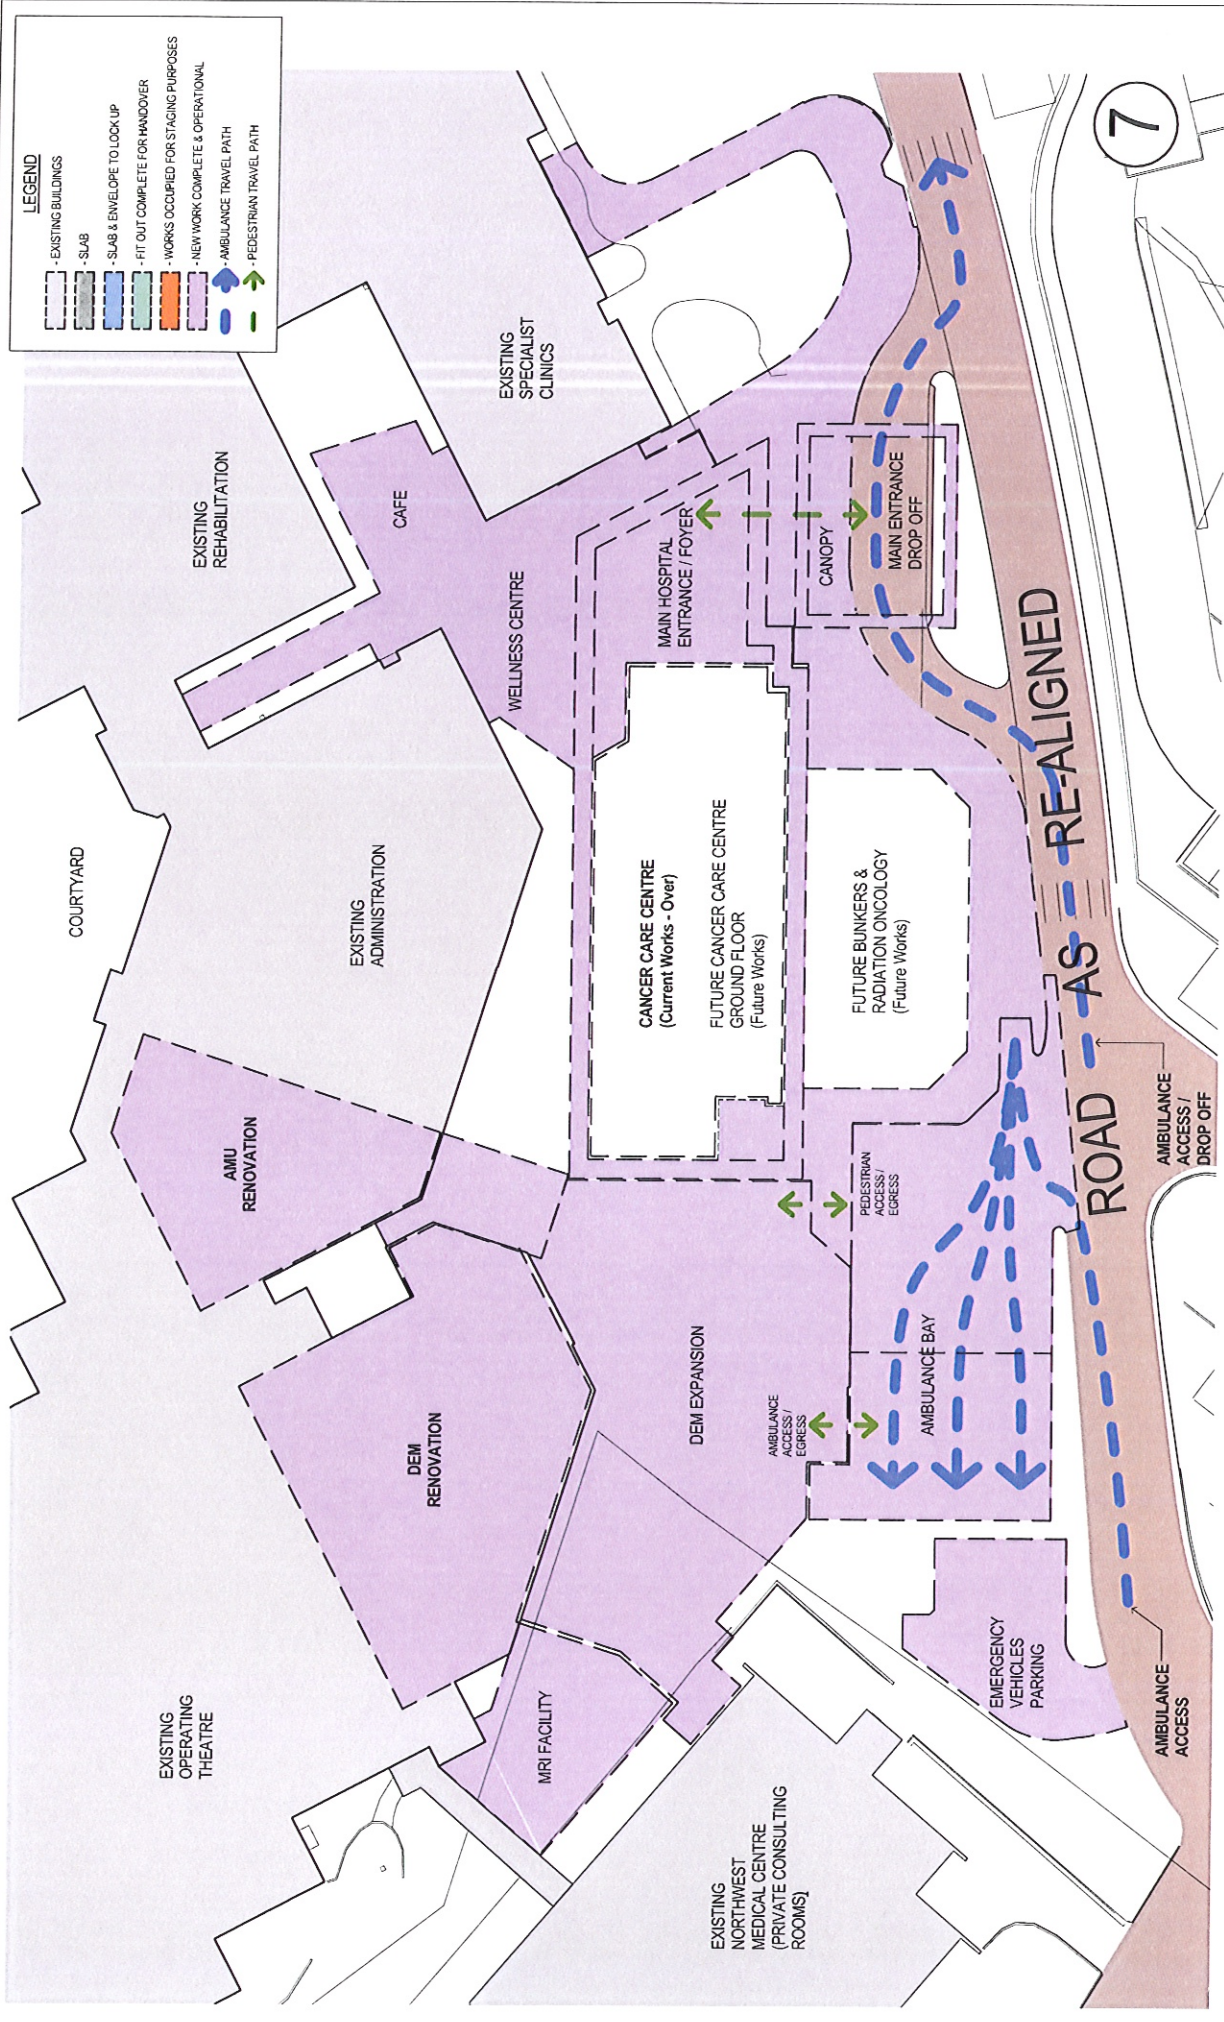 LEGEND
- EXISTING BUILDINGS
- SLAB
- SLAB & ENVELOPE TO LOCK UP
- FIT OUT COMPLETE FOR HANDOVER
- WORKS OCCUPIED FOR STAGING PURPOSES
- NEW WORK COMPLETE & OPERATIONAL
- AMBULANCE TRAVEL PATH
- PEDESTRIAN TRAVEL PATH
COURTYARD
EXISTING
REHABILITATION
EXISTING
SPECIALIST
CLINICS
CAFE
WELLNESS CENTRE
MAIN HOSPITAL
ENTRANCE / FOYER
CANOPY
MAIN ENTRANCE
DROP OFF
7
EXISTING
ADMINISTRATION
AMU
RENOVATION
CANCER CARE CENTRE
(Current Works - Over)
FUTURE CANCER CARE CENTRE
GROUND FLOOR
(Future Works)
FUTURE BUNKERS &
RADIATION ONCOLOGY
(Future Works)
PEDESTRIAN
ACCESS /
EGRESS
DEM
RENOVATION
DEM EXPANSION
AMBULANCE
ACCESS /
EGRESS
AMBULANCE BAY
ROAD AS RE-ALIGNED
AMBULANCE
ACCESS /
DROP OFF
EXISTING
OPERATING
THEATRE
MRI FACILITY
EXISTING
NORTHWEST
MEDICAL CENTRE
(PRIVATE CONSULTING
ROOMS)
EMERGENCY
VEHICLES
PARKING
AMBULANCE
ACCESS